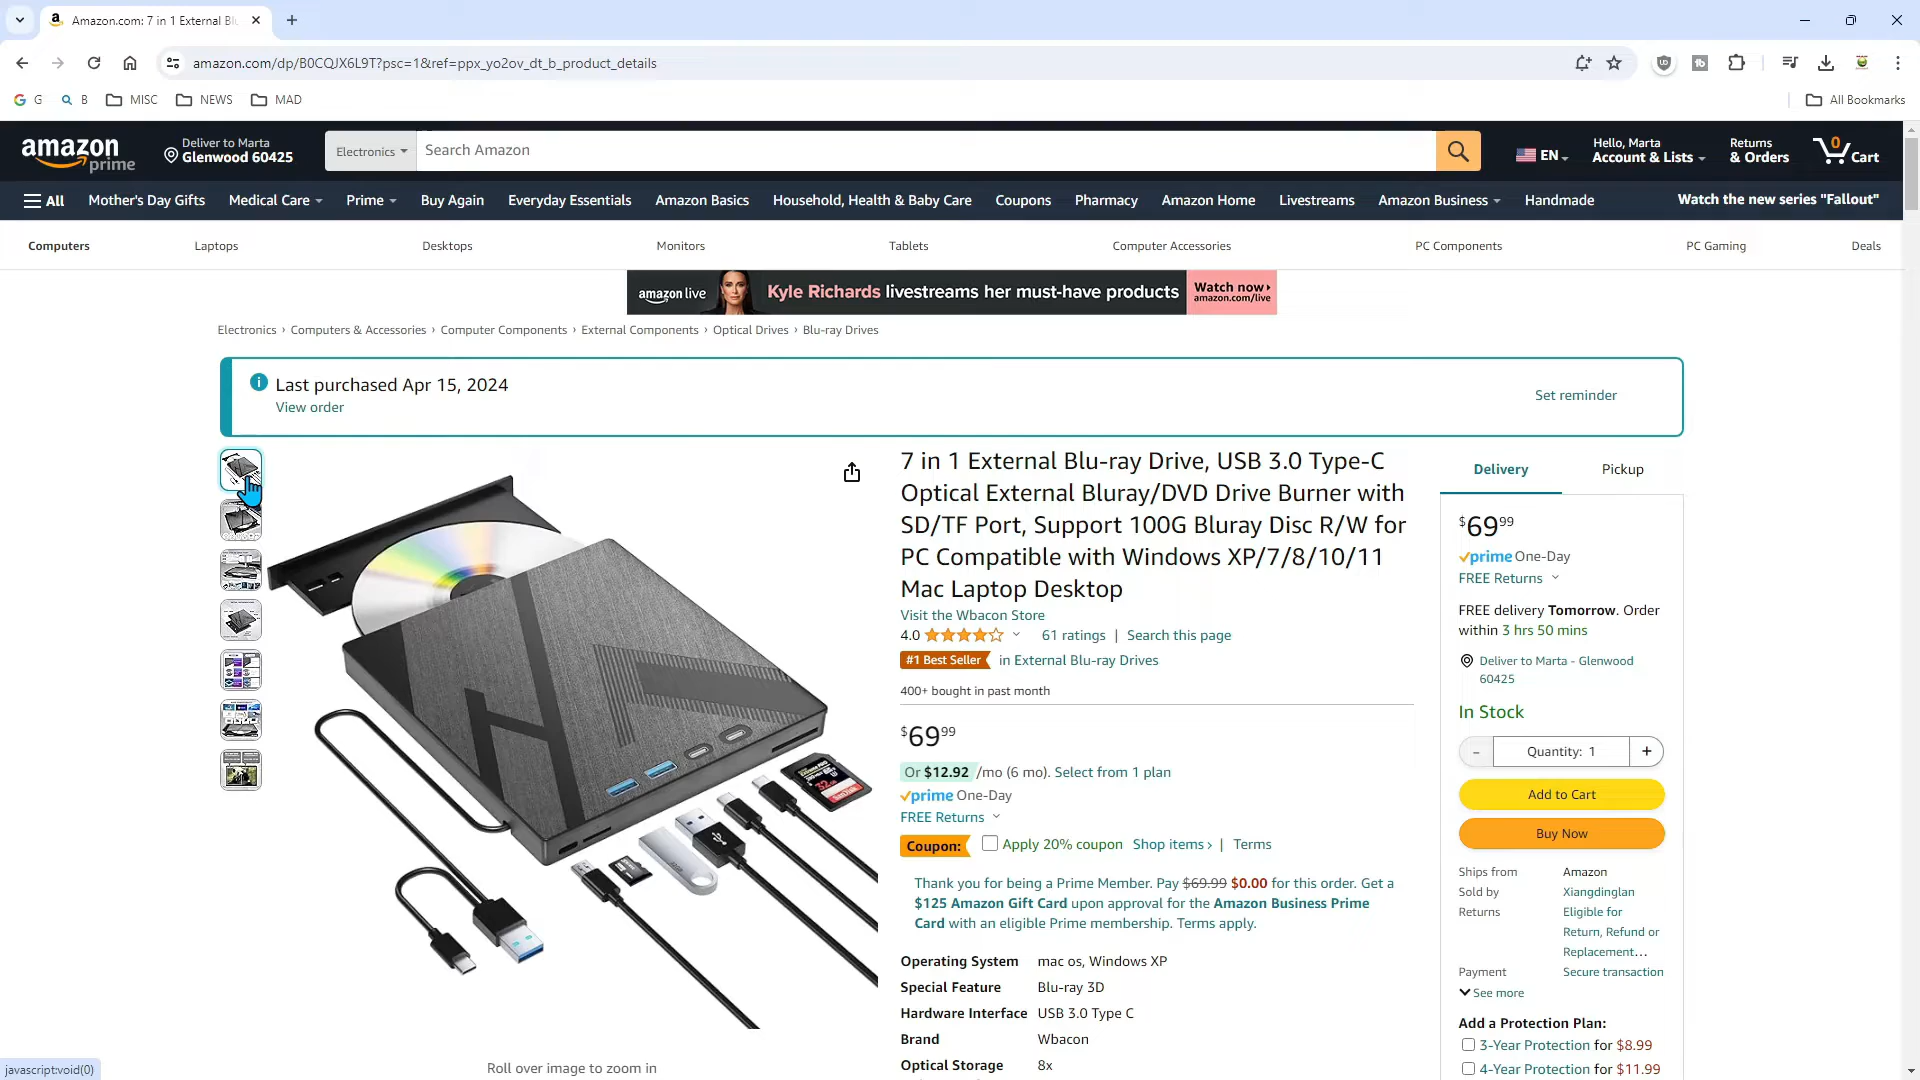 Amazon.com: 7 in 1 External Bl
amazon.com/dp/B0CQJX6L9T?psc=1&ref=ppx_yo2ov_dt_b_product_details
G B MISC NEWS MAD All Bookmarks
amazon prime
Deliver to Marta
Glenwood 60425
Electronics
Search Amazon
EN
Hello, Marta
Account & Lists
Returns
& Orders
0
Cart
All Mother's Day Gifts Medical Care Prime Buy Again Everyday Essentials Amazon Basics Household, Health & Baby Care Coupons Pharmacy Amazon Home Livestreams Amazon Business Handmade Watch the new series "Fallout"
Computers Laptops Desktops Monitors Tablets Computer Accessories PC Components PC Gaming Deals
amazon live Kyle Richards livestreams her must-have products Watch now
amazon.com/live
Electronics › Computers & Accessories › Computer Components › External Components › Optical Drives › Blu-ray Drives
Last purchased Apr 15, 2024
View order
Set reminder
7 in 1 External Blu-ray Drive, USB 3.0 Type-C
Optical External Bluray/DVD Drive Burner with
SD/TF Port, Support 100G Bluray Disc R/W for
PC Compatible with Windows XP/7/8/10/11
Mac Laptop Desktop
Visit the Wbacon Store
4.0 61 ratings | Search this page
#1 Best Seller in External Blu-ray Drives
400+ bought in past month
$69 99
Or $12.92 /mo (6 mo). Select from 1 plan
prime One-Day
FREE Returns
Coupon: Apply 20% coupon Shop items › | Terms
Thank you for being a Prime Member. Pay $69.99 $0.00 for this order. Get a
$125 Amazon Gift Card upon approval for the Amazon Business Prime
Card with an eligible Prime membership. Terms apply.
Operating System mac os, Windows XP
Special Feature Blu-ray 3D
Hardware Interface USB 3.0 Type C
Brand Wbacon
Optical Storage 8x
Roll over image to zoom in
Delivery Pickup
$69 99
prime One-Day
FREE Returns
FREE delivery Tomorrow. Order
within 3 hrs 50 mins
Deliver to Marta - Glenwood
60425
In Stock
- Quantity: 1 +
Add to Cart
Buy Now
Ships from Amazon
Sold by Xiangdinglan
Returns Eligible for
Return, Refund or
Replacement…
Payment Secure transaction
See more
Add a Protection Plan:
3-Year Protection for $8.99
4-Year Protection for $11.99
javascript:void(0)